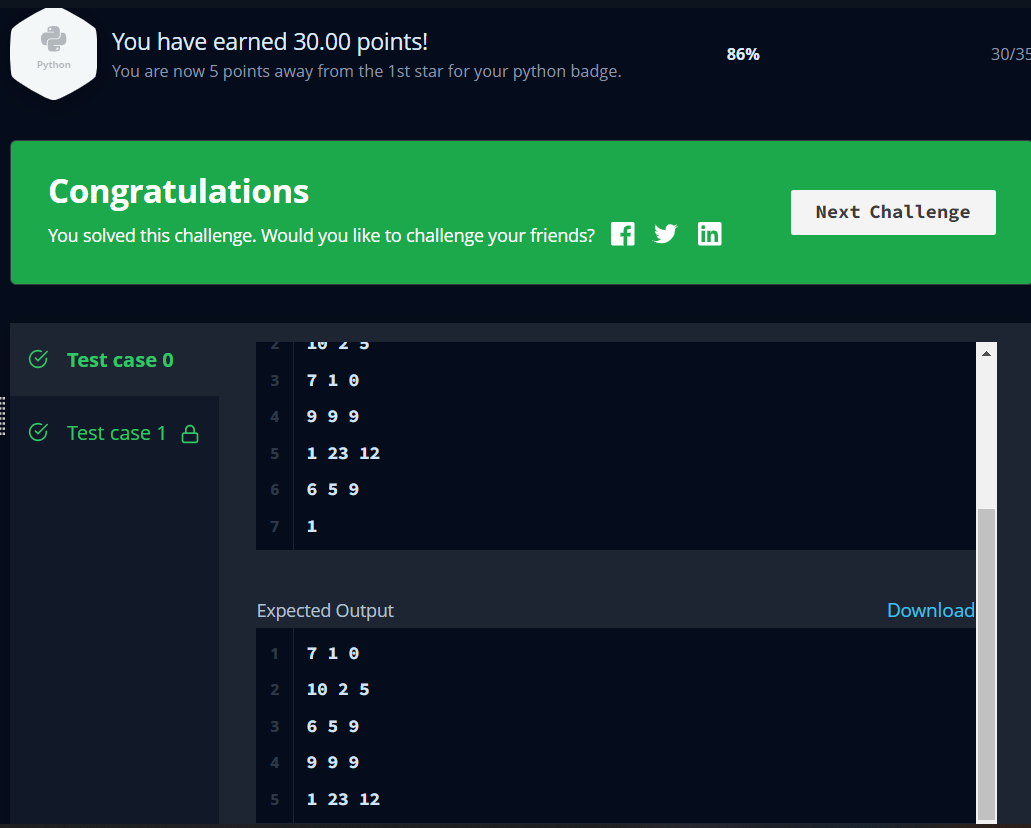 Python
You have earned 30.00 points!
You are now 5 points away from the 1st star for your python badge.
86%
30/35
Congratulations
You solved this challenge. Would you like to challenge your friends?
Next Challenge
Test case 0
Test case 1
2 10 2 5
3 7 1 0
4 9 9 9
5 1 23 12
6 6 5 9
7 1
Expected Output
Download
1 7 1 0
2 10 2 5
3 6 5 9
4 9 9 9
5 1 23 12